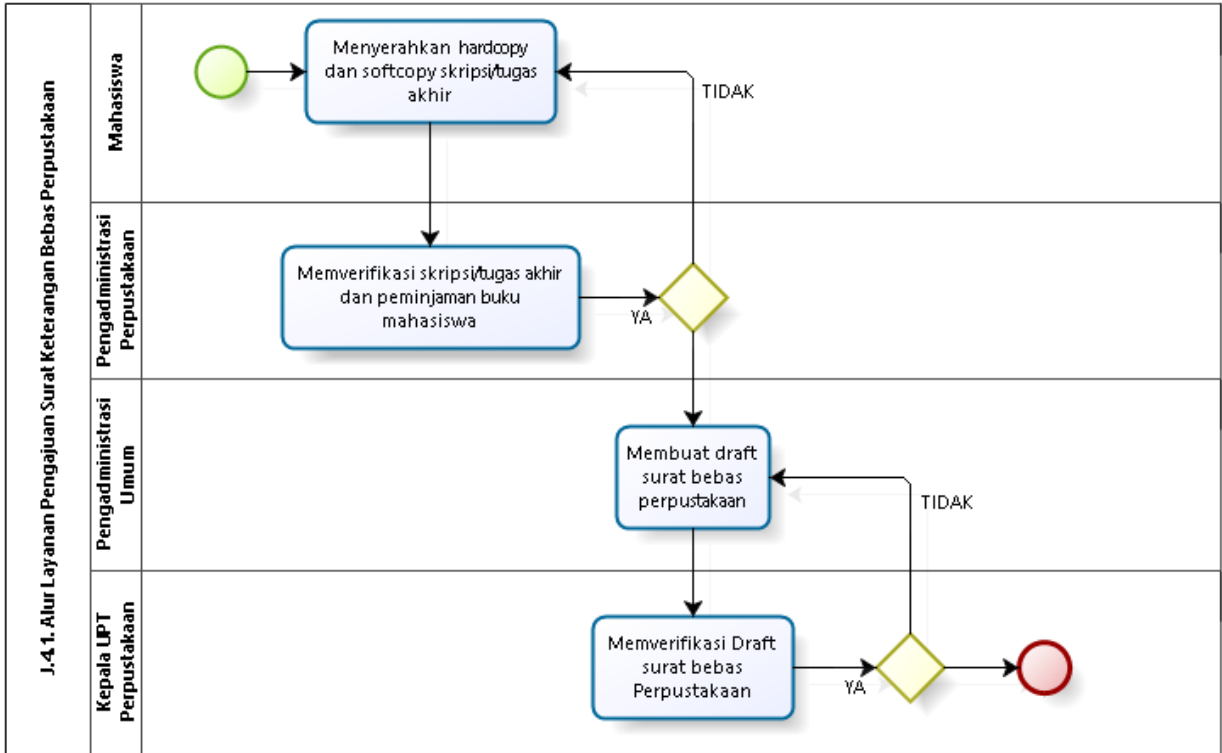 J.4.1. Alur Layanan Pengajuan Surat Keterangan Bebas Perpustakaan
Mahasiswa
Menyerahkan hardcopy
dan softcopy skripsi/tugas
akhir
TIDAK
Pengadministrasi
Perpustakaan
Memverifikasi skripsi/tugas akhir
dan peminjaman buku
mahasiswa
YA
Pengadministrasi
Umum
Membuat draft
surat bebas
perpustakaan
TIDAK
Kepala UPT
Perpustakaan
Memverifikasi Draft
surat bebas
Perpustakaan
YA